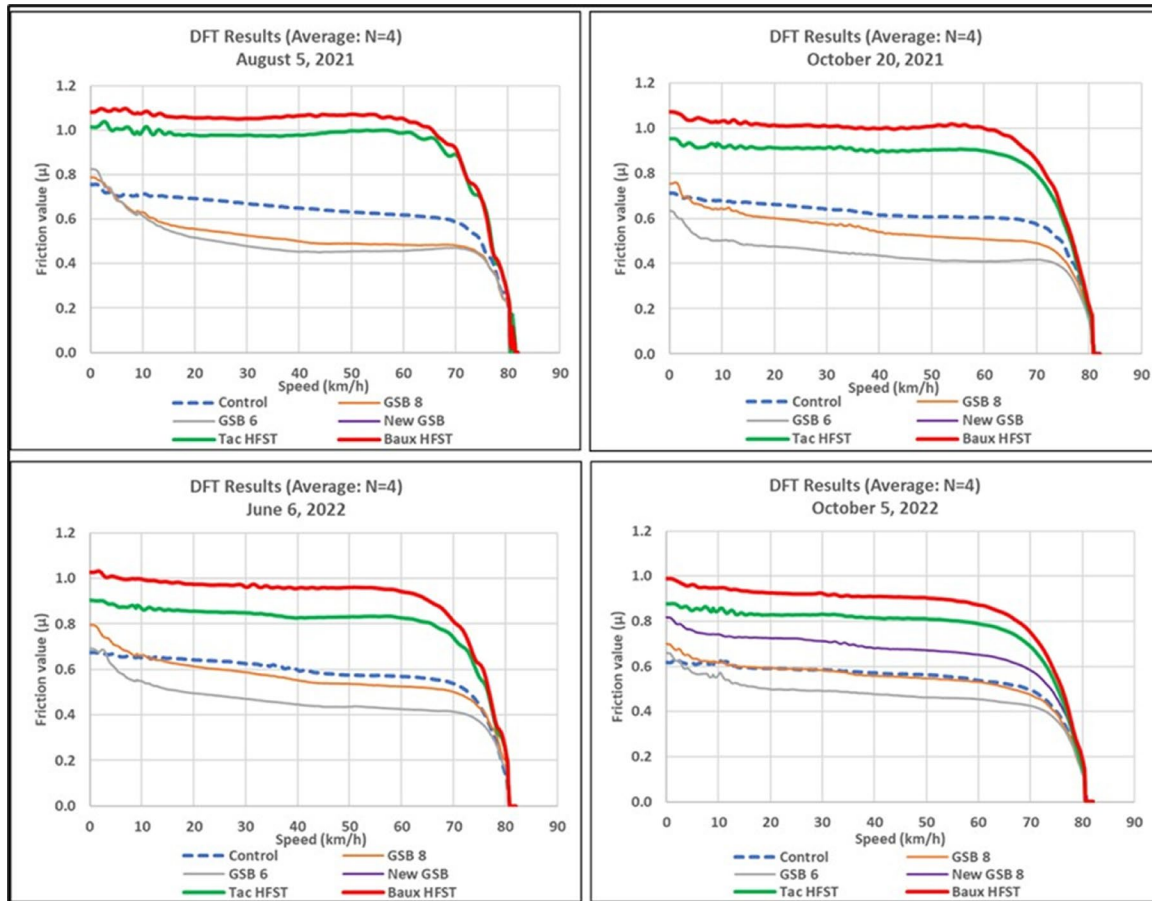 DFT Results (Average: N=4)
August 5, 2021
Friction value (μ)
1.2
1.0
0.8
0.6
0.4
0.2
0.0
0 10 20 30 40 50 60 70 80 90
Speed (km/h)
Control GSB 8
GSB 6 New GSB
Tac HFST Baux HFST
DFT Results (Average: N=4)
October 20, 2021
Friction value (μ)
1.2
1.0
0.8
0.6
0.4
0.2
0.0
0 10 20 30 40 50 60 70 80 90
Speed (km/h)
Control GSB 8
GSB 6 New GSB
Tac HFST Baux HFST
DFT Results (Average: N=4)
June 6, 2022
Friction value (μ)
1.2
1.0
0.8
0.6
0.4
0.2
0.0
0 10 20 30 40 50 60 70 80 90
Speed (km/h)
Control GSB 8
GSB 6 New GSB
Tac HFST Baux HFST
DFT Results (Average: N=4)
October 5, 2022
Friction value (μ)
1.2
1.0
0.8
0.6
0.4
0.2
0.0
0 10 20 30 40 50 60 70 80 90
Speed (km/h)
Control GSB 8
GSB 6 New GSB 8
Tac HFST Baux HFST